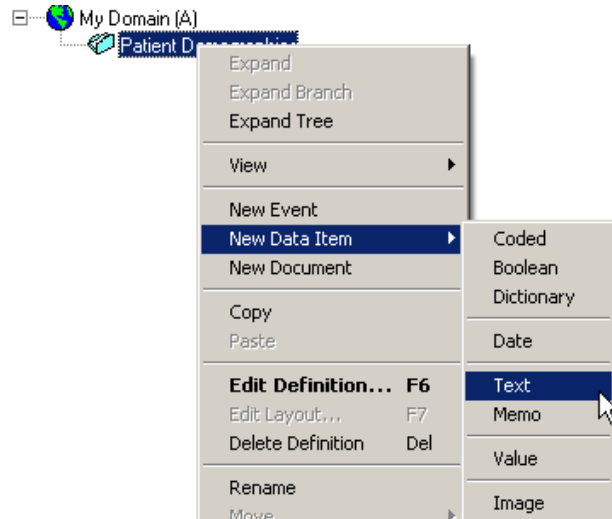 My Domain (A)
Patient
Expand
Expand Branch
Expand Tree
View
New Event
New Data Item
New Document
Copy
Paste
Edit Definition... F6
Edit Layout... F7
Delete Definition Del
Rename
Move
Coded
Boolean
Dictionary
Date
Text
Memo
Value
Image